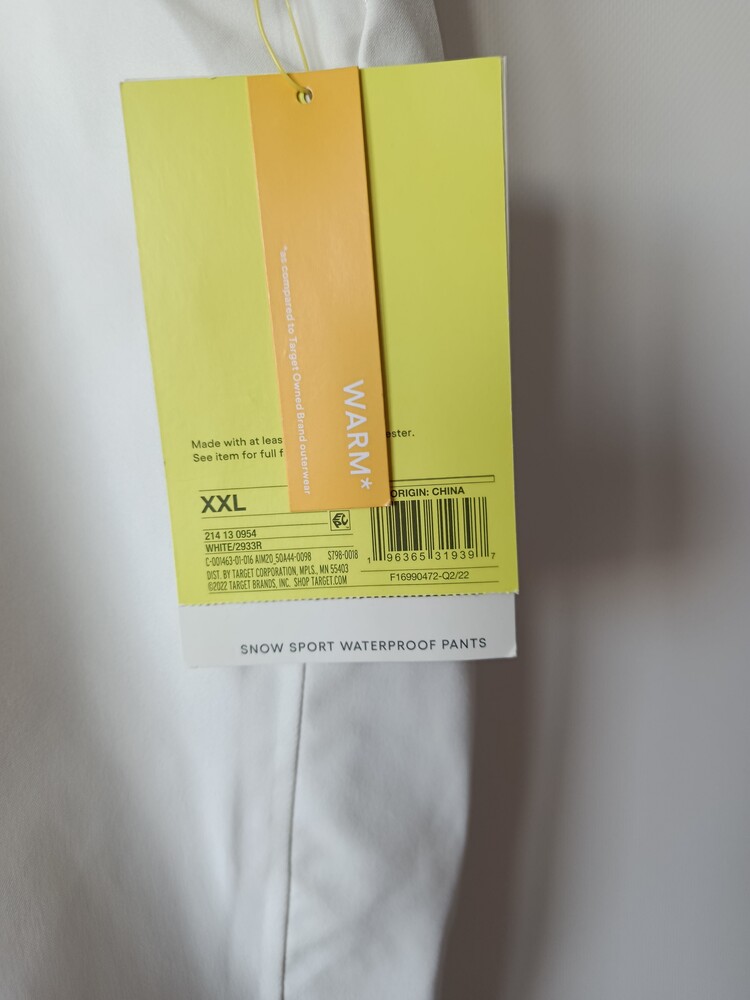 *as compared to Target Owned Brand outerwear
WARM*
Made with at leas
ester.
See item for full f
XXL
ORIGIN: CHINA
214 13 0954
WHITE/2933R
C-001463-01-016 AIM20_50A44-0098 S798-0018
DIST. BY TARGET CORPORATION, MPLS., MN 55403
©2022 TARGET BRANDS, INC. SHOP TARGET.COM
1 96365 31939 7
F16990472-Q2/22
SNOW SPORT WATERPROOF PANTS